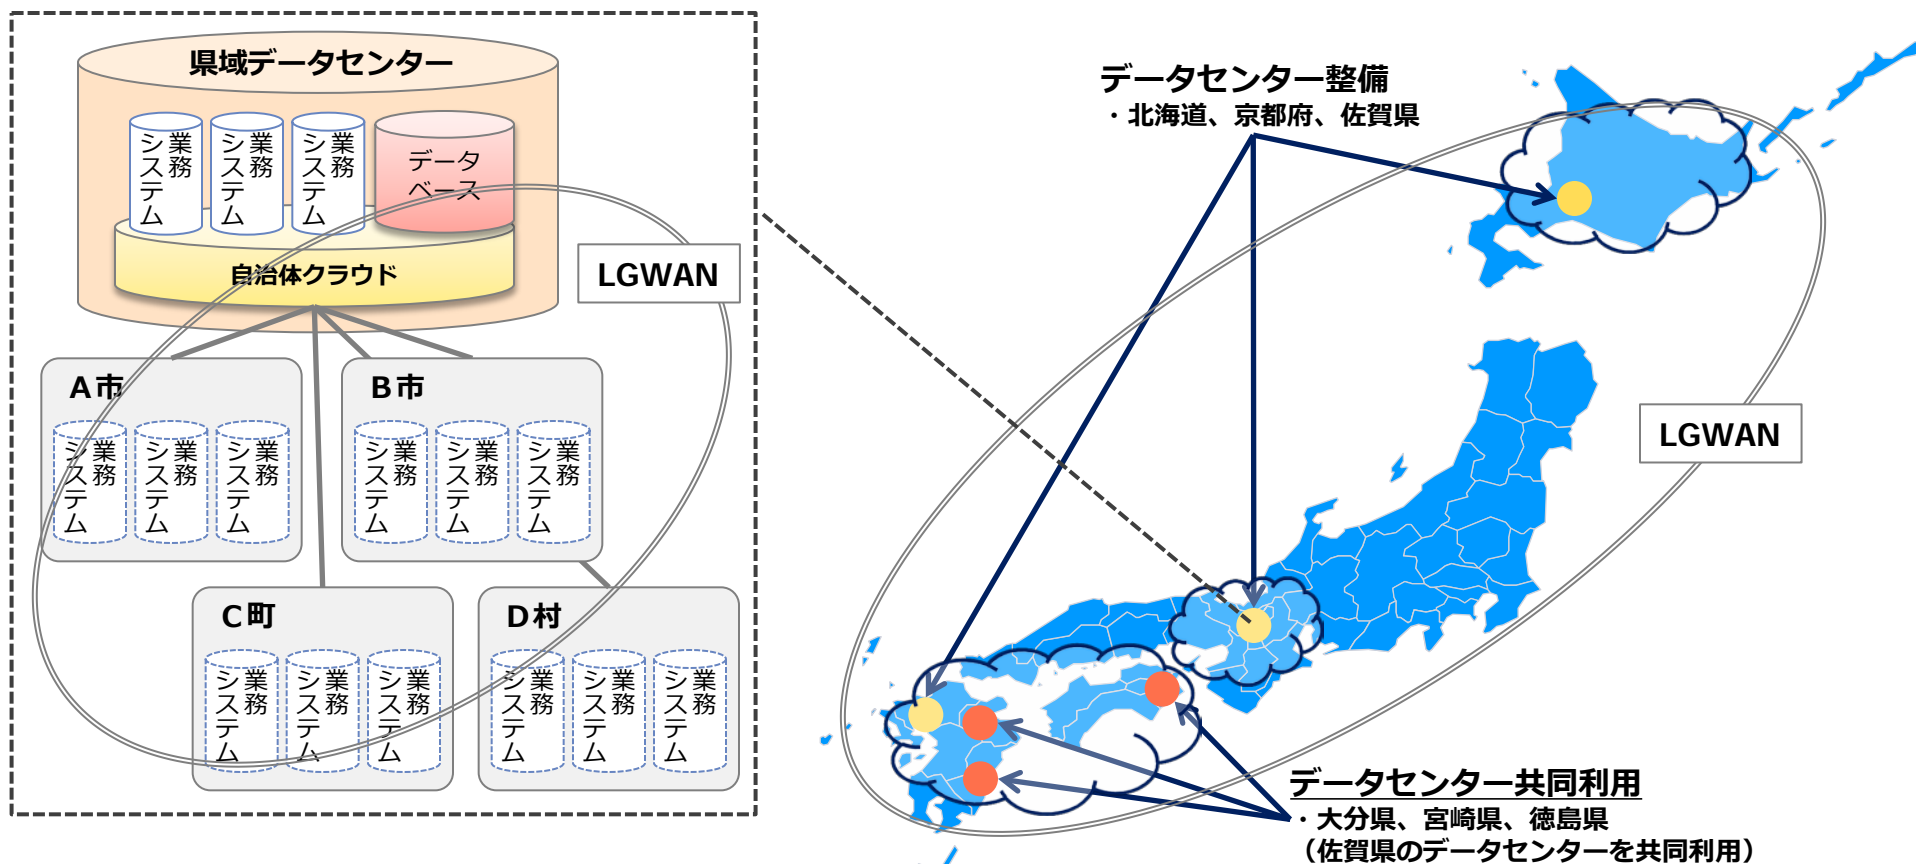 県域データセンター
業務システム
業務システム
業務システム
データ
ベース
自治体クラウド
LGWAN
A市
業務システム
業務システム
業務システム
B市
業務システム
業務システム
業務システム
C町
業務システム
業務システム
業務システム
D村
業務システム
業務システム
業務システム
データセンター整備
・北海道、京都府、佐賀県
LGWAN
データセンター共同利用
・大分県、宮崎県、徳島県
（佐賀県のデータセンターを共同利用）